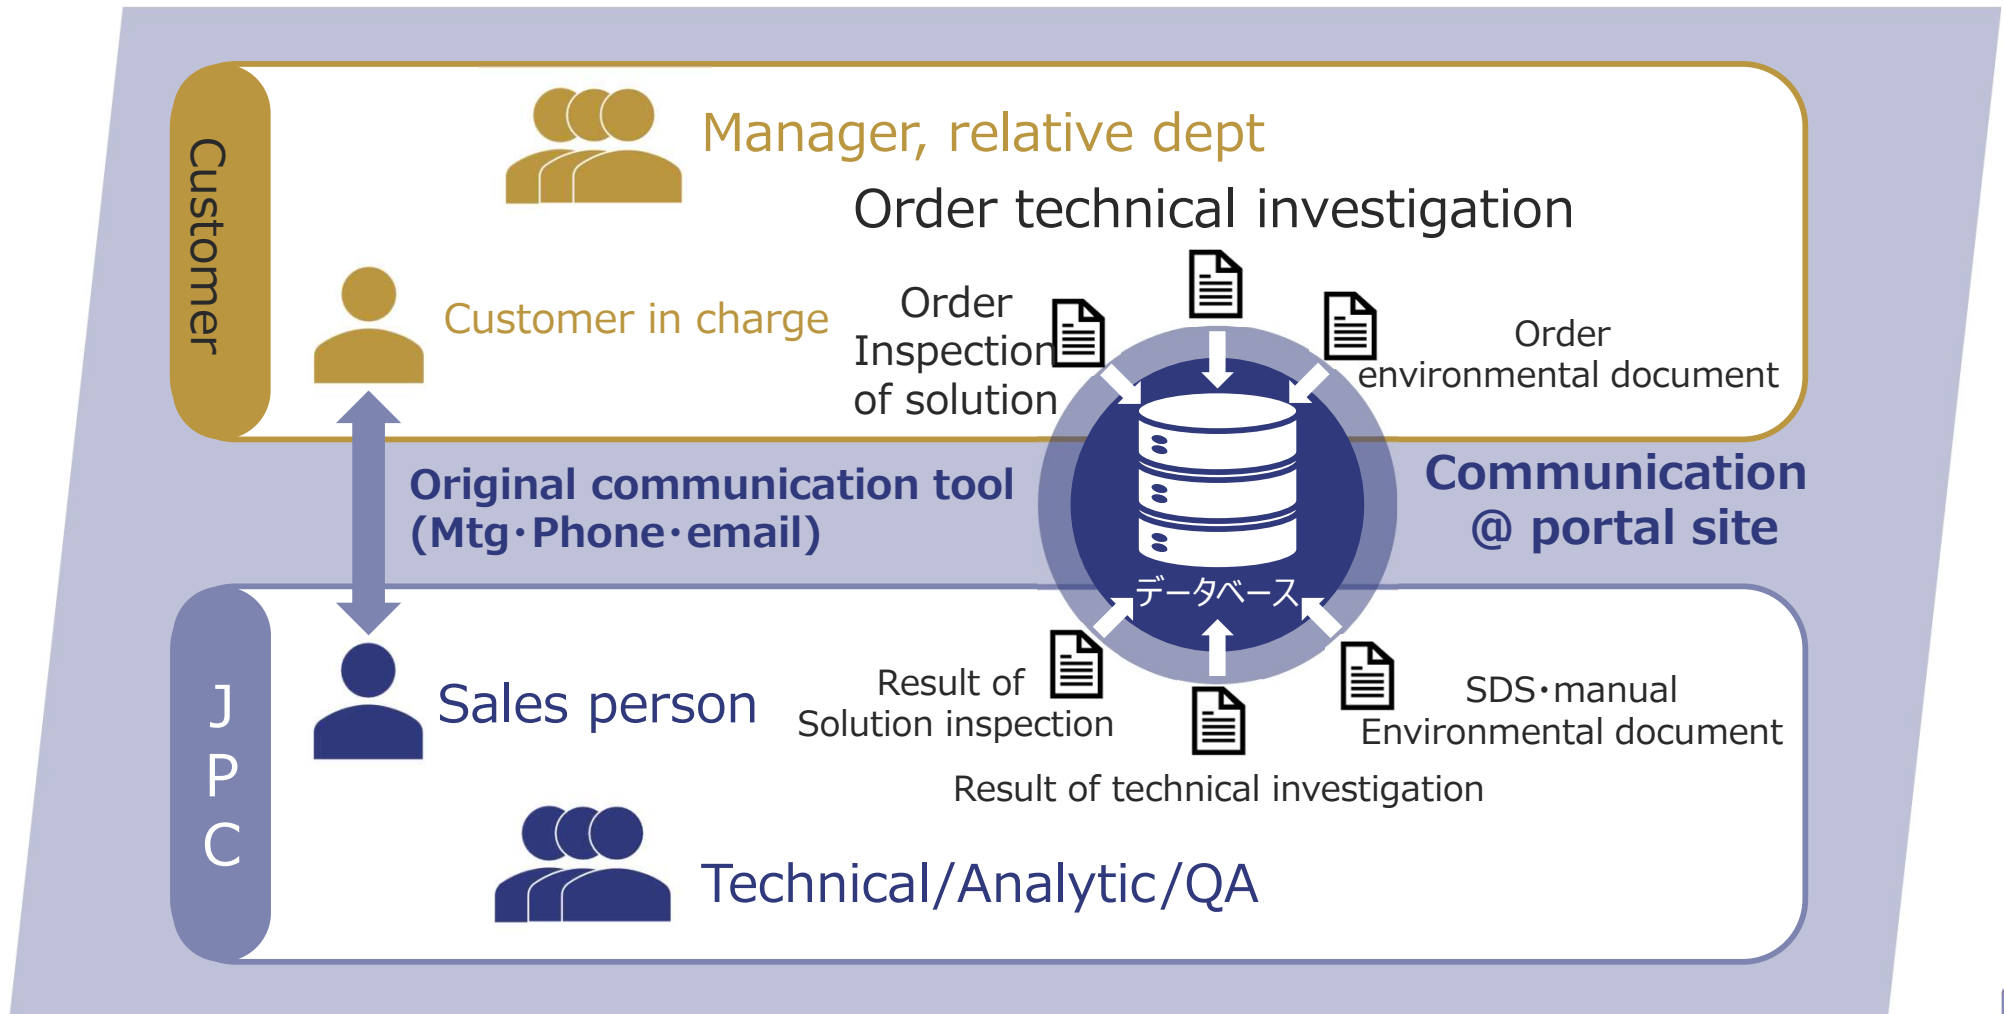 Customer
Manager, relative dept
Order technical investigation
Customer in charge
Order
Inspection
of solution
Order
environmental document
Original communication tool
(Mtg･Phone･email)
Communication
@ portal site
データベース
J
P
C
Sales person
Result of
Solution inspection
SDS･manual
Environmental document
Result of technical investigation
Technical/Analytic/QA